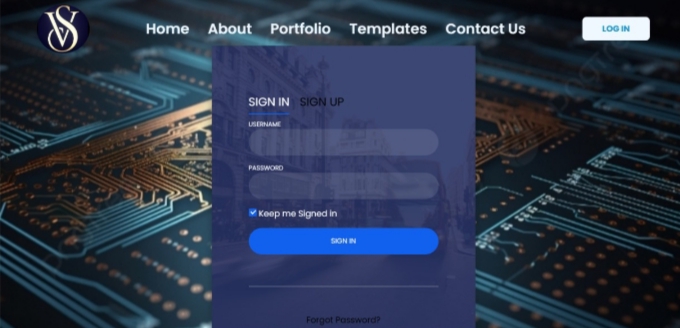 VS
Home About Portfolio Templates Contact Us LOG IN
SIGN IN SIGN UP
USERNAME
PASSWORD
Keep me Signed in
SIGN IN
Forgot Password?